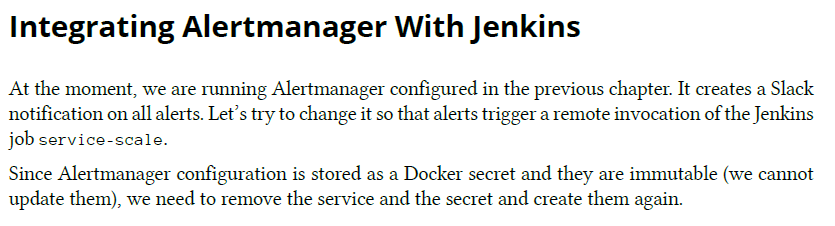 Integrating Alertmanager With Jenkins
At the moment, we are running Alertmanager configured in the previous chapter. It creates a Slack
notification on all alerts. Let’s try to change it so that alerts trigger a remote invocation of the Jenkins
job service-scale.
Since Alertmanager configuration is stored as a Docker secret and they are immutable (we cannot
update them), we need to remove the service and the secret and create them again.